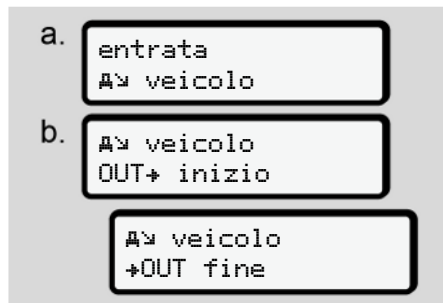 a.
entrata
veicolo
b.
veicolo
OUT→ inizio
veicolo
→OUT fine